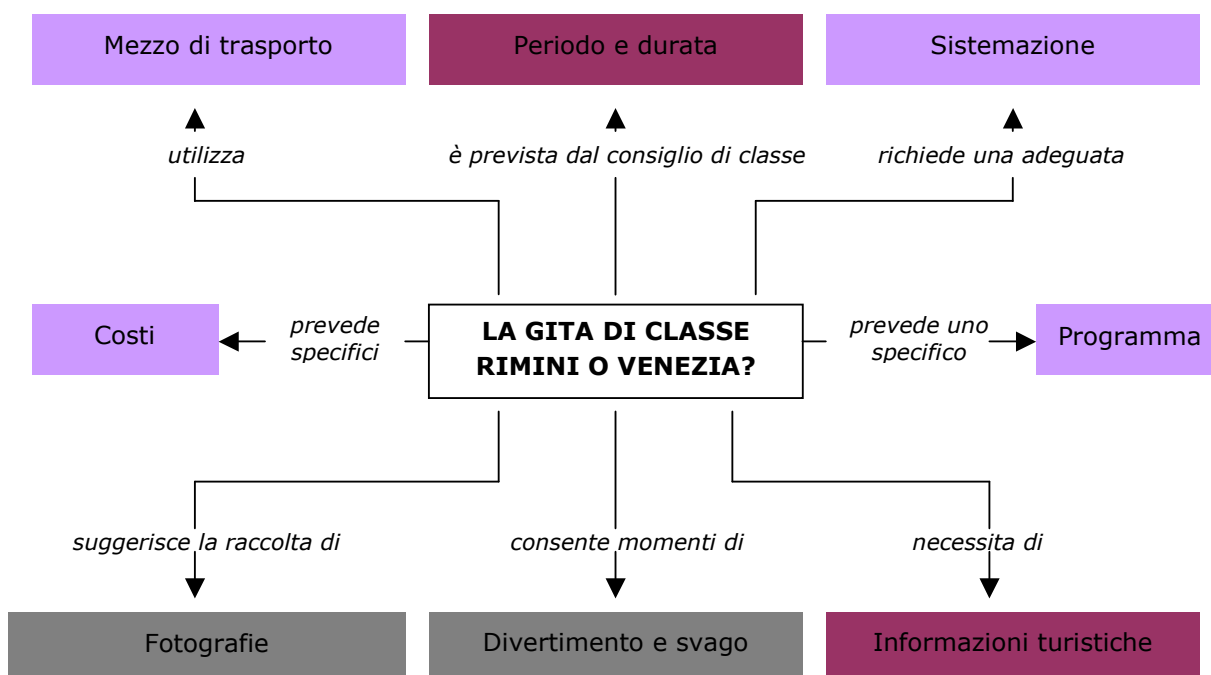 Mezzo di trasporto
Periodo e durata
Sistemazione
utilizza
è prevista dal consiglio di classe
richiede una adeguata
Costi
prevede
specifici
LA GITA DI CLASSE
RIMINI O VENEZIA?
prevede uno
specifico
Programma
suggerisce la raccolta di
consente momenti di
necessita di
Fotografie
Divertimento e svago
Informazioni turistiche